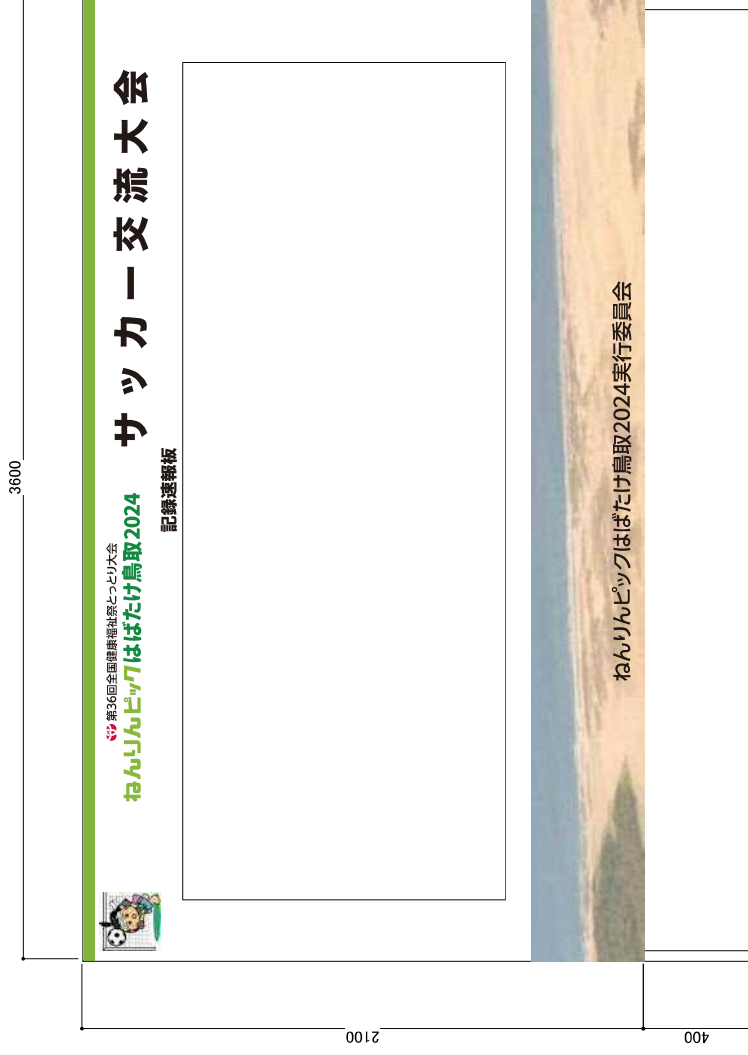 第36回全国健康福祉祭とっとり大会
ねんりんピックはばたけ鳥取2024
サッカー交流大会
記録速報板
ねんりんピックはばたけ鳥取2024実行委員会
3600
2100
400